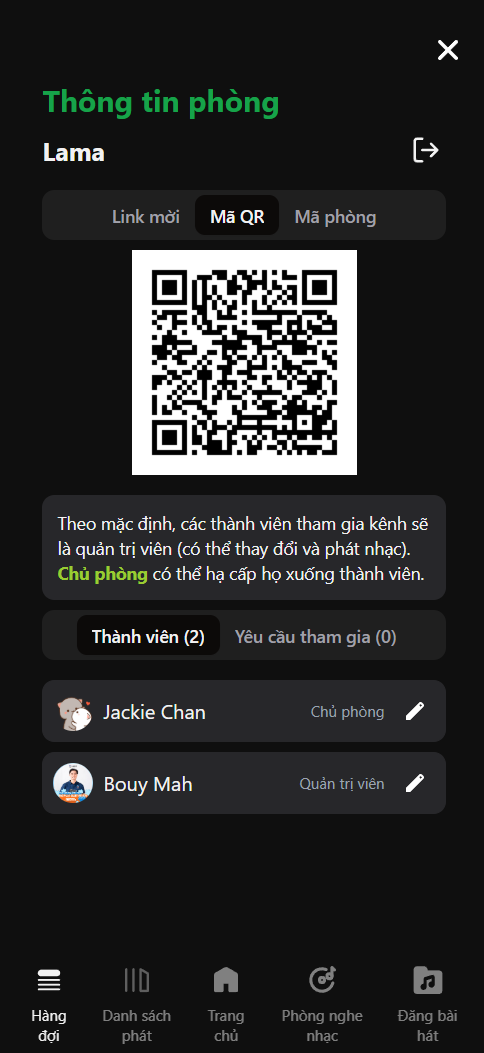 Thông tin phòng
Lama
Link mời Mã QR Mã phòng
Theo mặc định, các thành viên tham gia kênh sẽ
là quản trị viên (có thể thay đổi và phát nhạc).
Chủ phòng có thể hạ cấp họ xuống thành viên.
Thành viên (2) Yêu cầu tham gia (0)
Jackie Chan Chủ phòng
Bouy Mah Quản trị viên
Hàng đợi
Danh sách phát
Trang chủ
Phòng nghe nhạc
Đăng bài hát